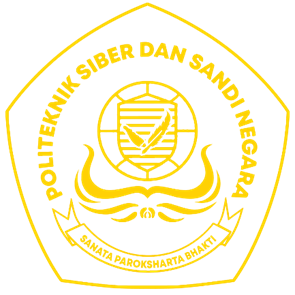 POLITEKNIK SIBER DAN SANDI NEGARA
SANATA PAROKSHARTA BHAKTI